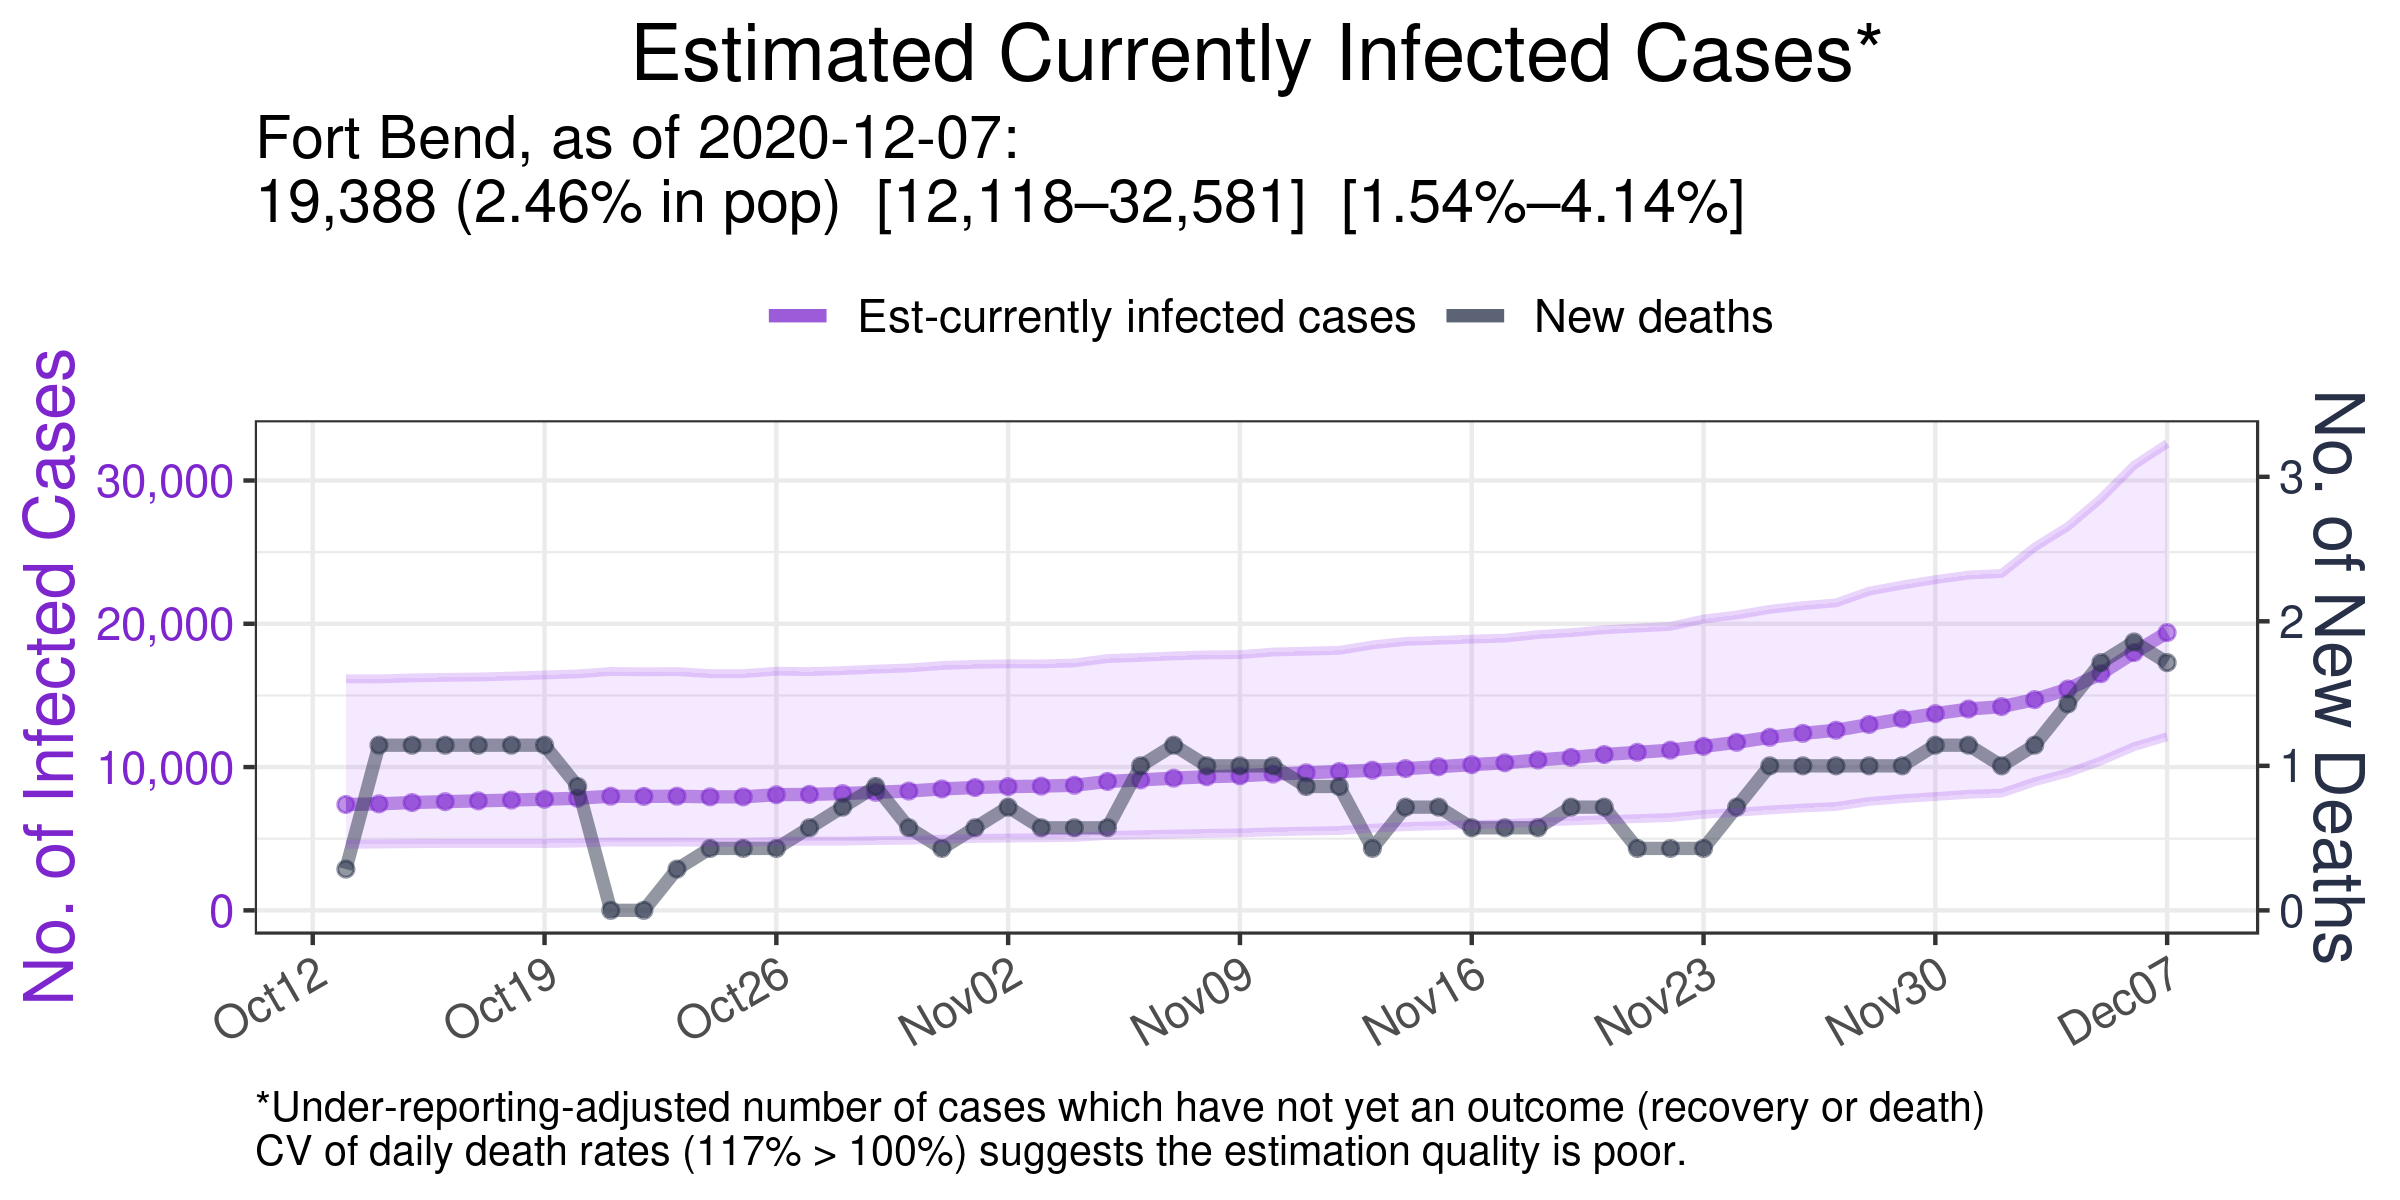 Estimated Currently Infected Cases*
Fort Bend, as of 2020-12-07:
19,388 (2.46% in pop)  [12,118–32,581]  [1.54%–4.14%]
Est-currently infected cases
New deaths
No. of Infected Cases
30,000
20,000
10,000
0
3
2
1
0
No. of New Deaths
Oct12
Oct19
Oct26
Nov02
Nov09
Nov16
Nov23
Nov30
Dec07
*Under-reporting-adjusted number of cases which have not yet an outcome (recovery or death)
CV of daily death rates (117% > 100%) suggests the estimation quality is poor.